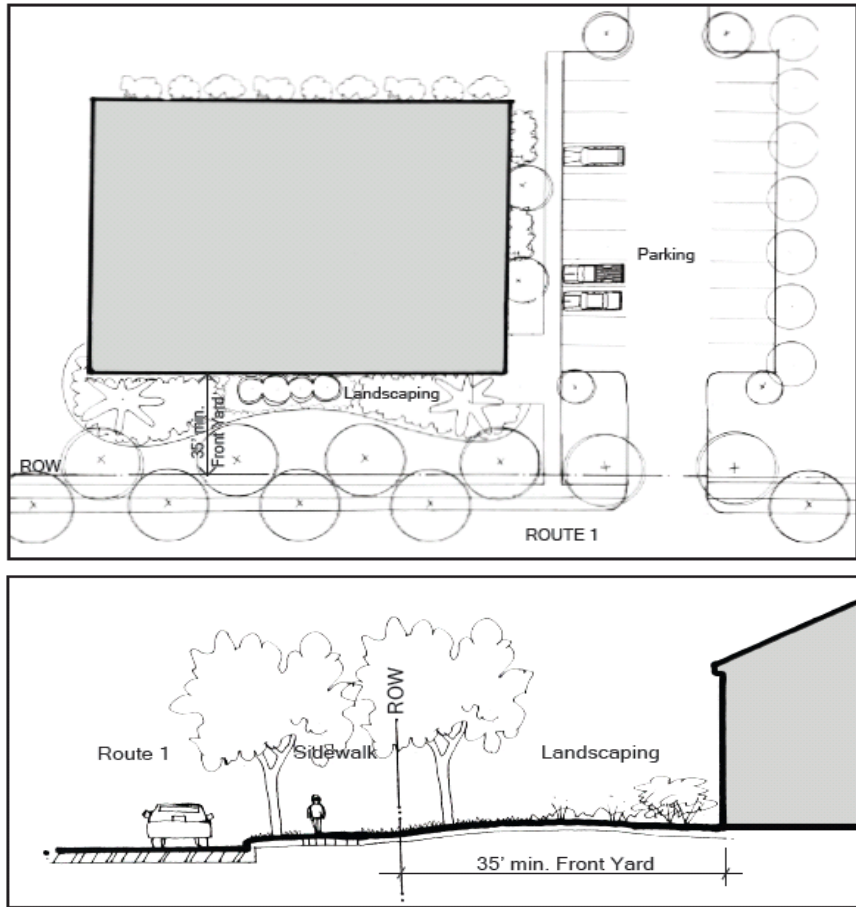 Parking
Landscaping
35' min.
Front Yard
ROW
ROUTE 1
ROW
Route 1
Sidewalk
Landscaping
35' min. Front Yard